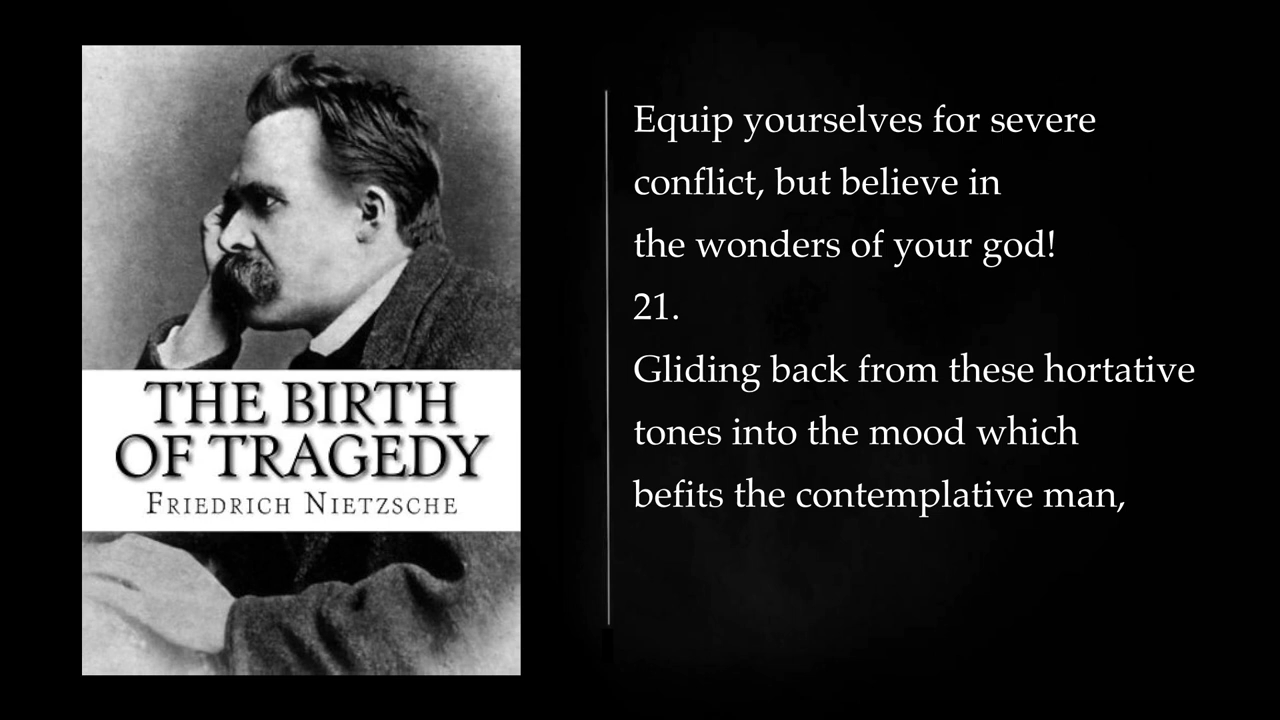 THE BIRTH
OF TRAGEDY
FRIEDRICH NIETZSCHE
Equip yourselves for severe
conflict, but believe in
the wonders of your god!
21.
Gliding back from these hortative
tones into the mood which
befits the contemplative man,